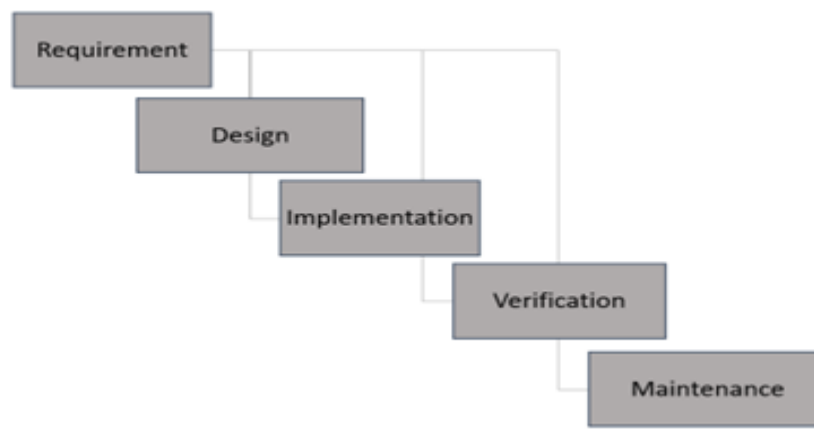 Requirement
Design
Implementation
Verification
Maintenance